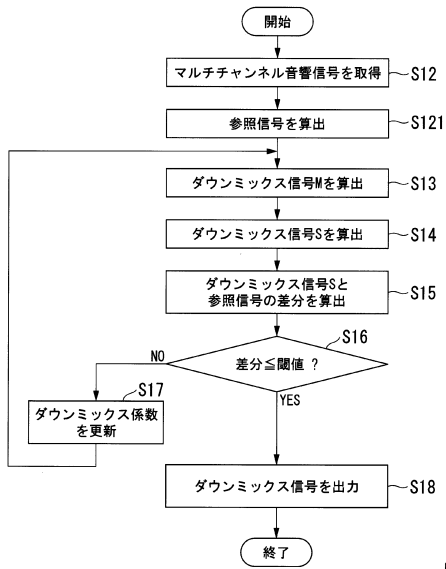 開始
マルチチャンネル音響信号を取得
S12
参照信号を算出
S121
ダウンミックス信号Mを算出
S13
ダウンミックス信号Sを算出
S14
ダウンミックス信号Sと
参照信号の差分を算出
S15
差分≦閾値 ?
S16
NO
YES
S17
ダウンミックス係数
を更新
ダウンミックス信号を出力
S18
終了